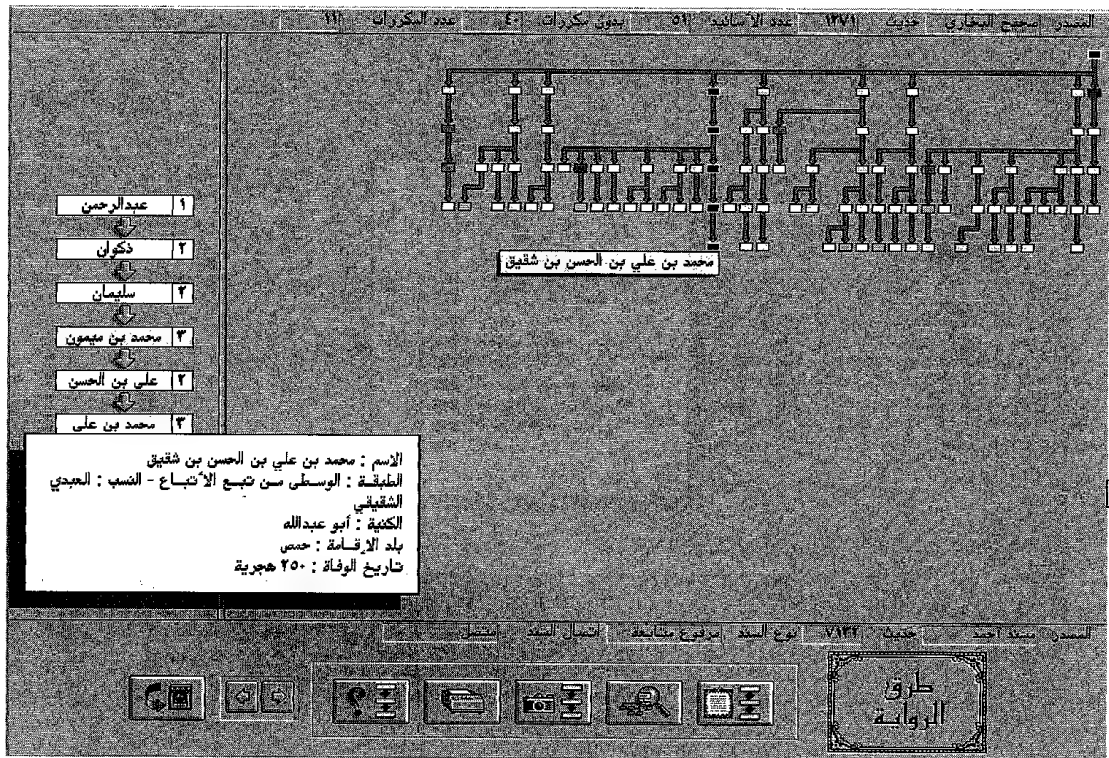 المصدر صحيح البخاري حديث ١٣٧١ عدد الأسانيد ٥١ بدون مكررات ٤٠ عدد المكررات ١١
محمد بن علي بن الحسن بن شقيق
١ عبدالرحمن
٢ ذكوان
٢ سليمان
٣ محمد بن ميمون
٢ علي بن الحسن
٣ محمد بن علي
الاسم : محمد بن علي بن الحسن بن شقيق
الطبقة : الوسطى من تبع الأتباع - النسب : العبدي
الشقيقي
الكنية : أبو عبدالله
بلد الإقامة : حمص
تاريخ الوفاة : ٢٥٠ هجرية
المصدر مسند أحمد حديث ٧١٣٢ نوع السند مرفوع اتصال السند متصل
طرق
الرواية